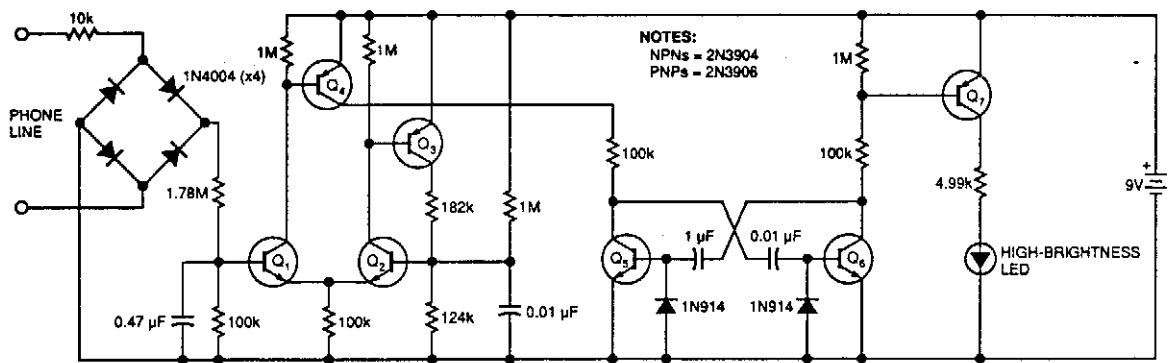 10k
1N4004 (x4)
PHONE
LINE
1.78M
0.47 µF
100k
1M
Q4
1M
Q3
182k
1M
Q1
Q2
100k
124k
0.01 µF
NOTES:
NPNs = 2N3904
PNPs = 2N3906
100k
1M
100k
Q7
4.99k
+
9V
Q5
1 µF
0.01 µF
Q6
1N914
1N914
HIGH-BRIGHTNESS
LED